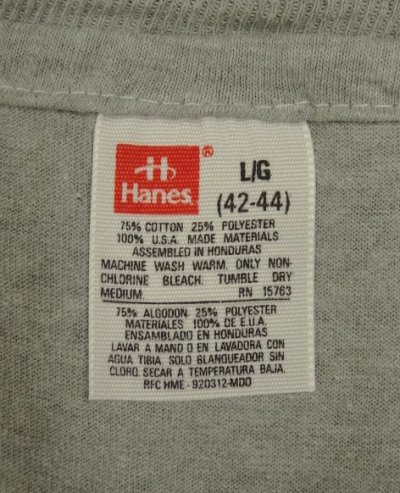 Hanes ®
L/G
(42-44)
75% COTTON 25% POLYESTER
100% U.S.A. MADE MATERIALS
ASSEMBLED IN HONDURAS
MACHINE WASH WARM. ONLY NON-
CHLORINE BLEACH. TUMBLE DRY
MEDIUM. RN 15763
75% ALGODON 25% POLYESTER
MATERIALES 100% DE E.U.A.
ENSAMBLADO EN HONDURAS
LAVAR A MANO O EN LAVADORA CON
AGUA TIBIA. SOLO BLANQUEADOR SIN
CLORO. SECAR A TEMPERATURA BAJA.
RFC HME-920312-MDO